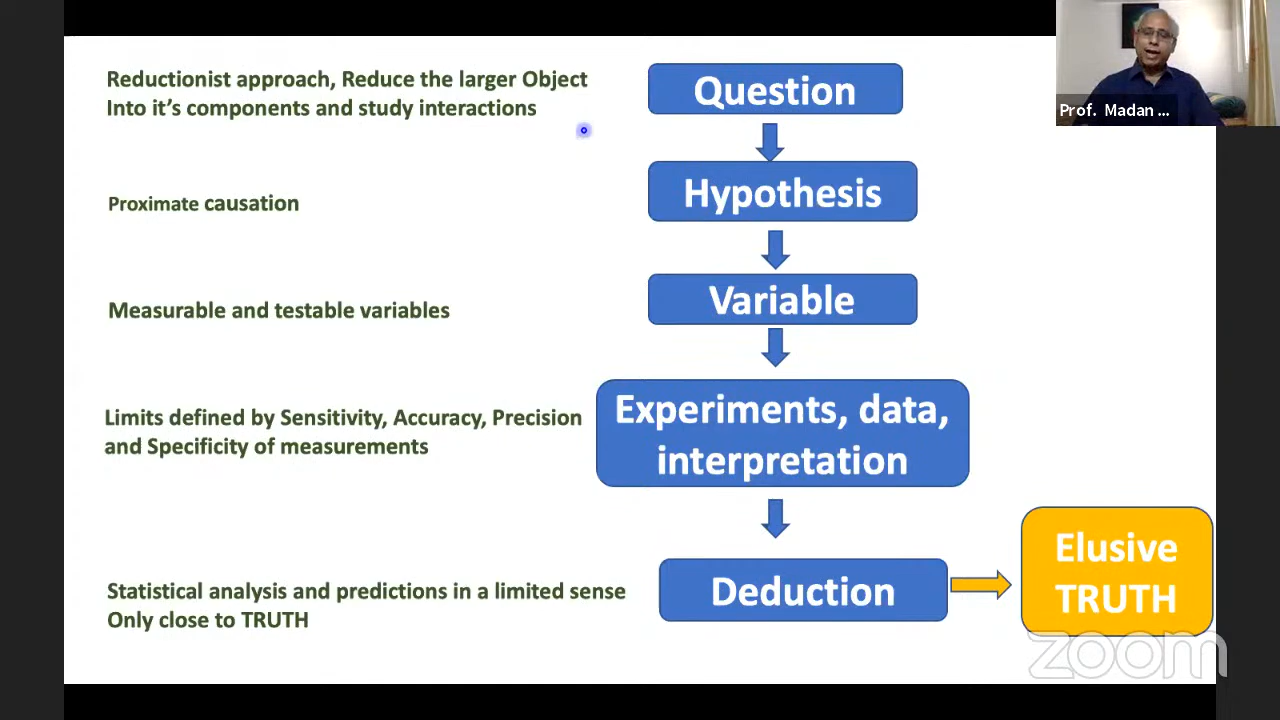 Reductionist approach, Reduce the larger Object
Into it's components and study interactions
Question
Prof. Madan ...
Proximate causation
Hypothesis
Measurable and testable variables
Variable
Limits defined by Sensitivity, Accuracy, Precision
and Specificity of measurements
Experiments, data,
interpretation
Statistical analysis and predictions in a limited sense
Only close to TRUTH
Deduction
Elusive
TRUTH
zoom